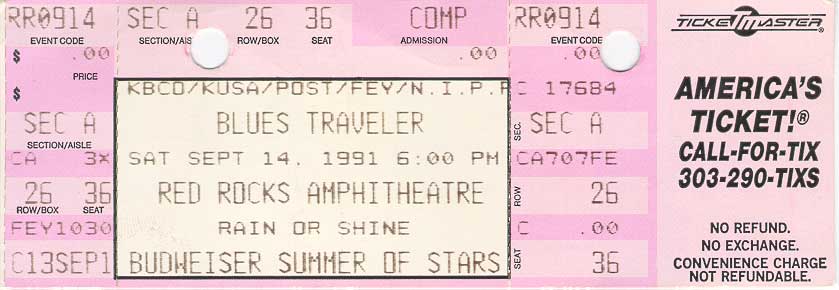 RR0914 SEC A 26 36 COMP RR0914
EVENT CODE SECTION/AISLE ROW/BOX SEAT ADMISSION EVENT CODE
$ .00 .00 .00
PRICE
$
KBCO/KUSA/POST/FEY/N.I.P.P
C 17684
SEC A
SECTION/AISLE
BLUES TRAVELER
SEC.
SEC A
CA 3X
SAT SEPT 14. 1991 6:00 PM
CA707FE
26 36
ROW/BOX SEAT
RED ROCKS AMPHITHEATRE
ROW
26
FEY1030
RAIN OR SHINE
C .00
C13SEP1
BUDWEISER SUMMER OF STARS
SEAT
36
TICKETMASTER®
AMERICA'S
TICKET!®
CALL-FOR-TIX
303-290-TIXS
NO REFUND.
NO EXCHANGE.
CONVENIENCE CHARGE
NOT REFUNDABLE.